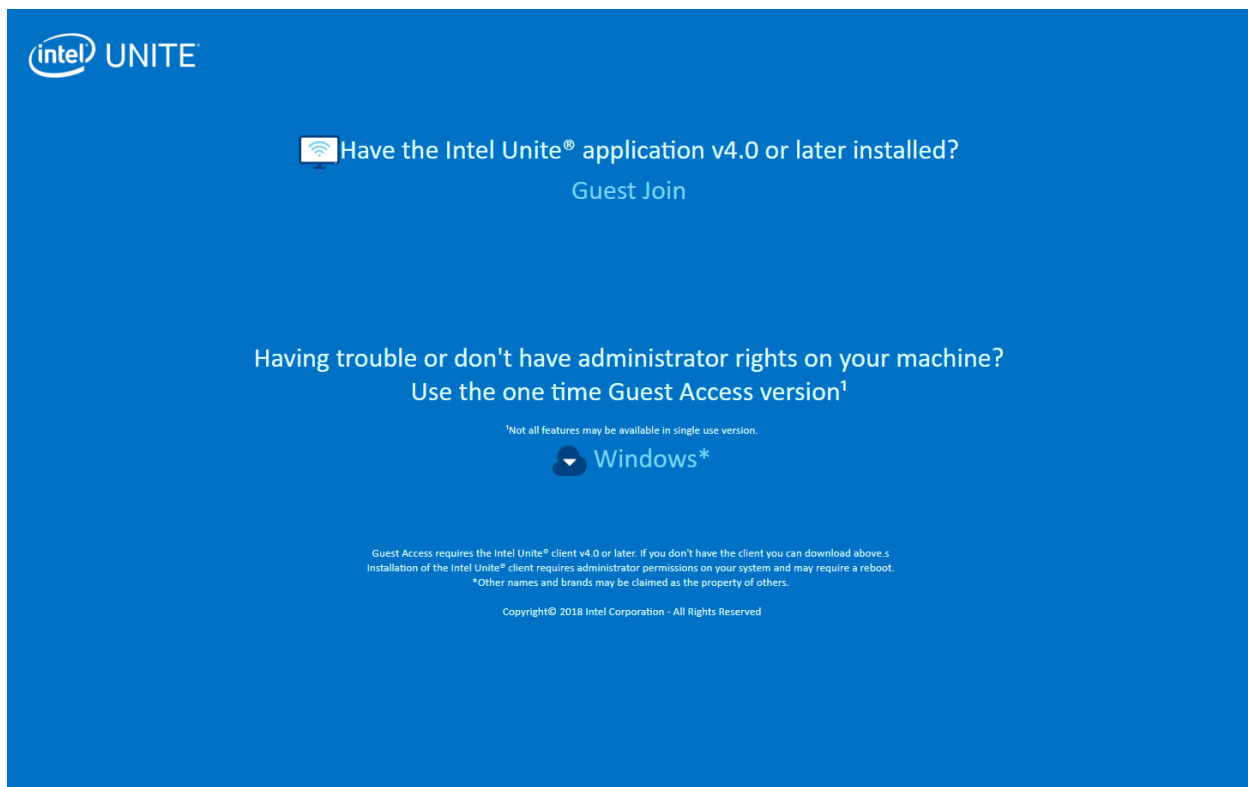 intel UNITE
Have the Intel Unite® application v4.0 or later installed?
Guest Join
Having trouble or don't have administrator rights on your machine?
Use the one time Guest Access version¹
¹Not all features may be available in single use version.
Windows*
Guest Access requires the Intel Unite® client v4.0 or later. If you don't have the client you can download above.s
Installation of the Intel Unite® client requires administrator permissions on your system and may require a reboot.
*Other names and brands may be claimed as the property of others.
Copyright© 2018 Intel Corporation - All Rights Reserved